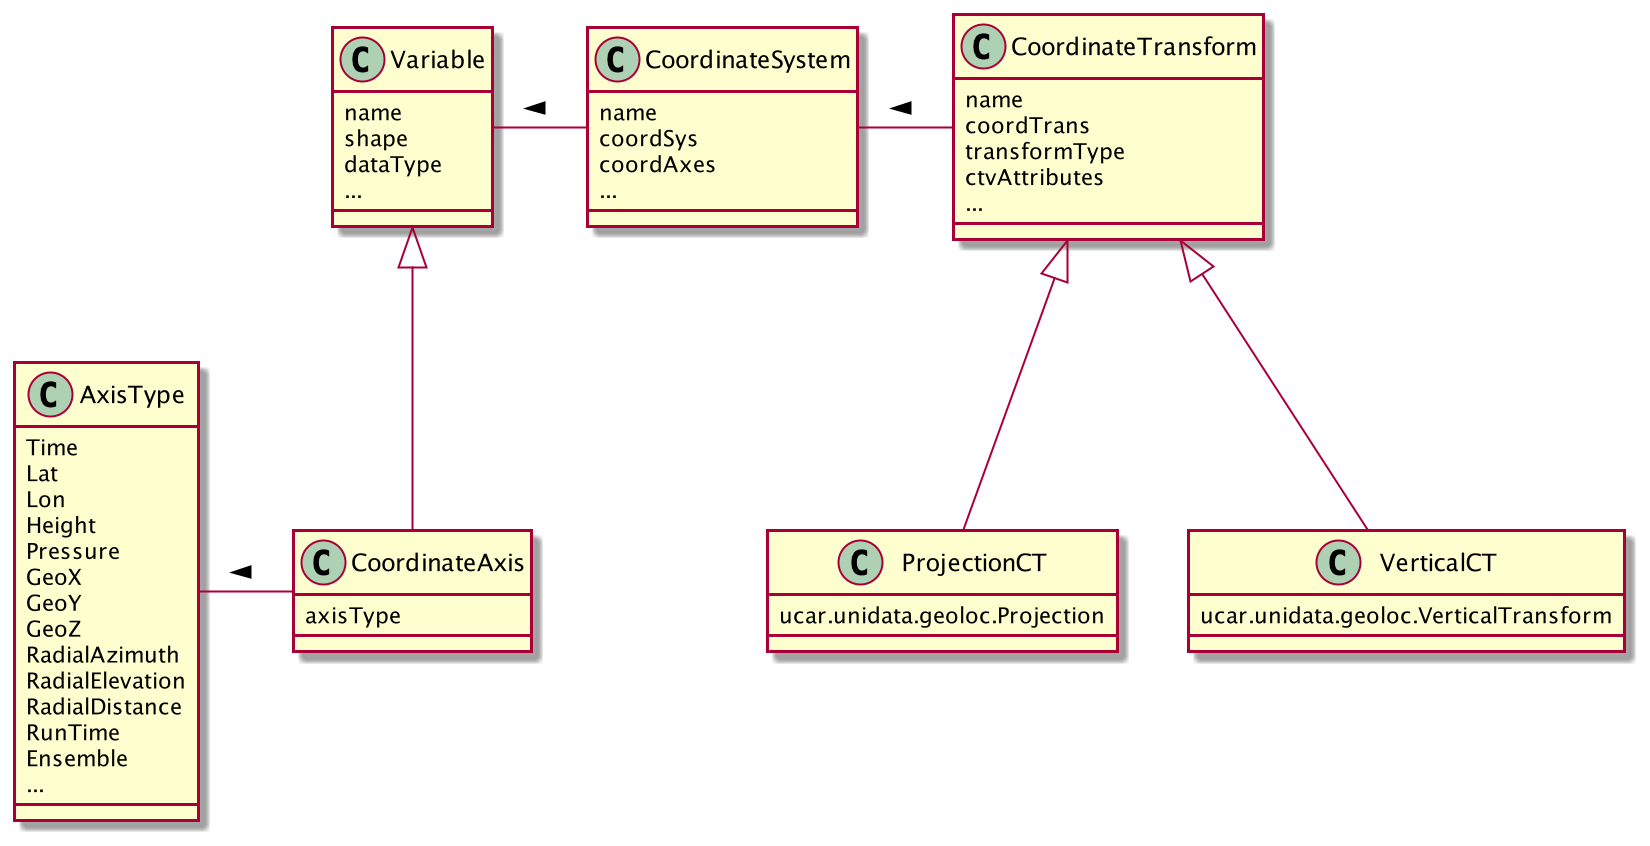 C Variable
name
shape
dataType
...
C CoordinateSystem
name
coordSys
coordAxes
...
C CoordinateTransform
name
coordTrans
transformType
ctvAttributes
...
C AxisType
Time
Lat
Lon
Height
Pressure
GeoX
GeoY
GeoZ
RadialAzimuth
RadialElevation
RadialDistance
RunTime
Ensemble
...
C CoordinateAxis
axisType
C ProjectionCT
ucar.unidata.geoloc.Projection
C VerticalCT
ucar.unidata.geoloc.VerticalTransform